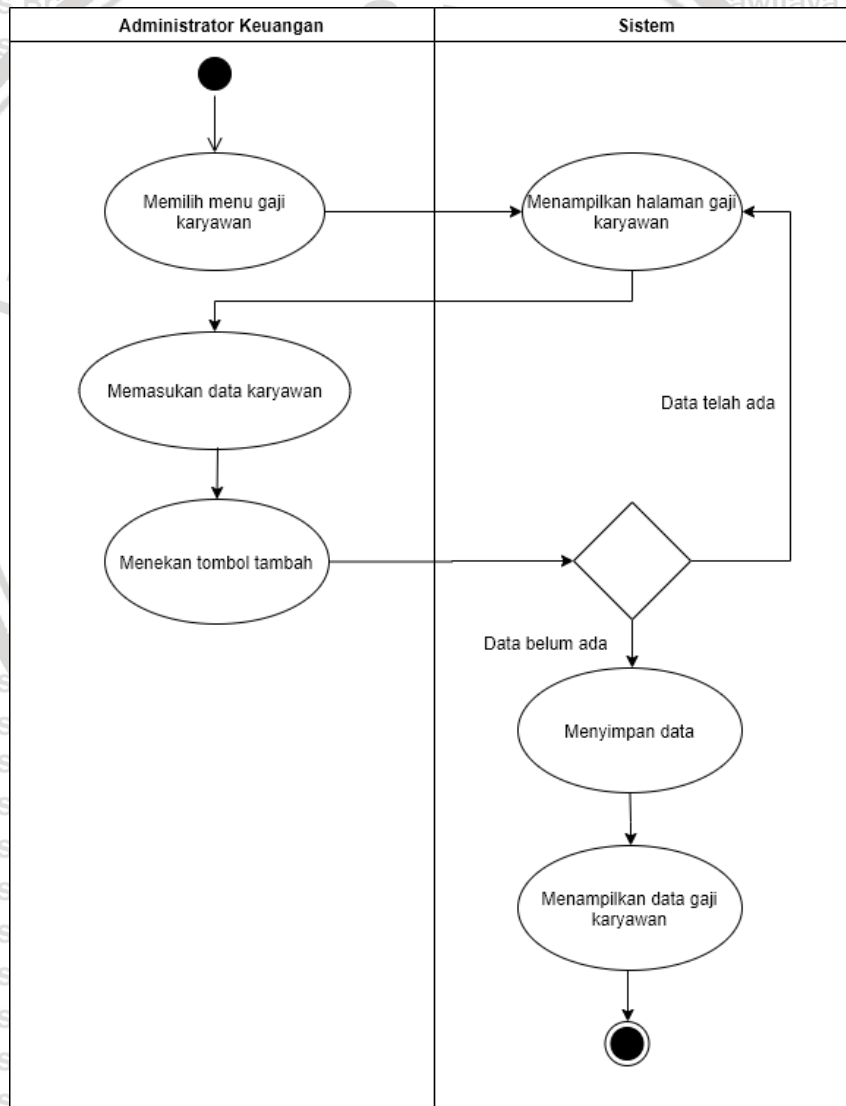 Administrator Keuangan
Sistem
Memilih menu gaji
karyawan
Menampilkan halaman gaji
karyawan
Memasukan data karyawan
Data telah ada
Menekan tombol tambah
Data belum ada
Menyimpan data
Menampilkan data gaji
karyawan